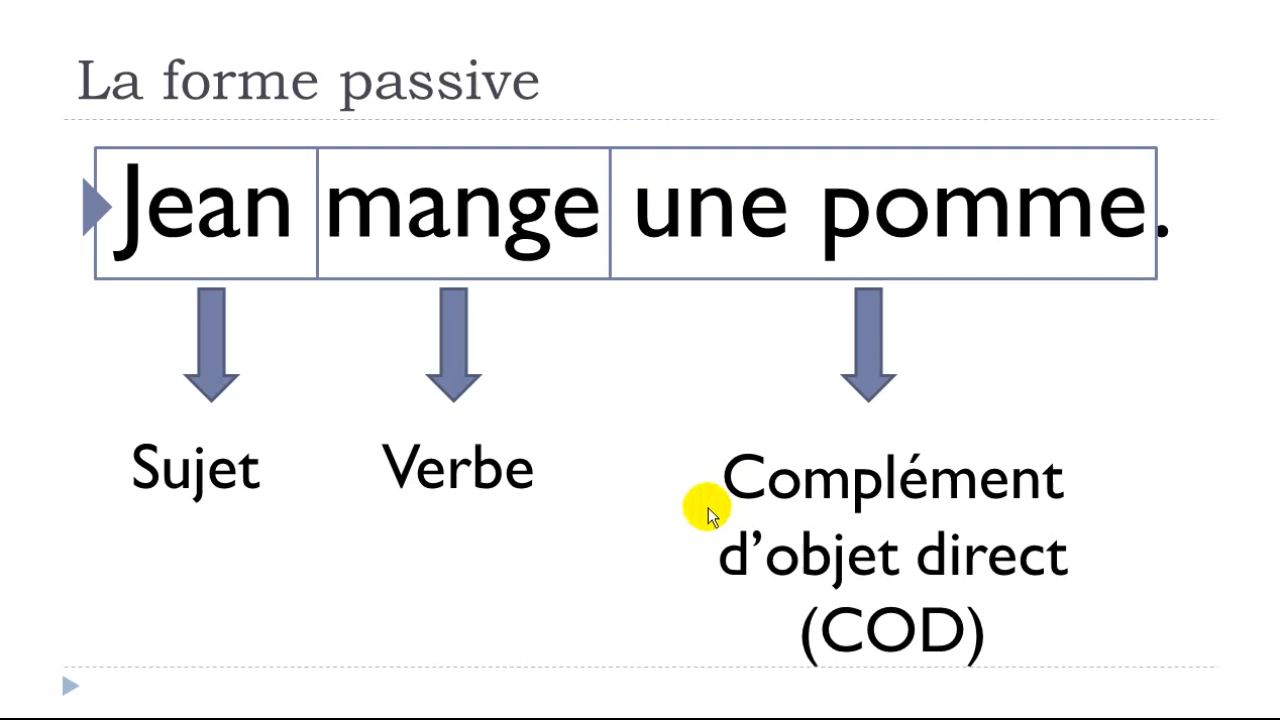 La forme passive
Jean mange une pomme.
Sujet
Verbe
Complément
d’objet direct
(COD)